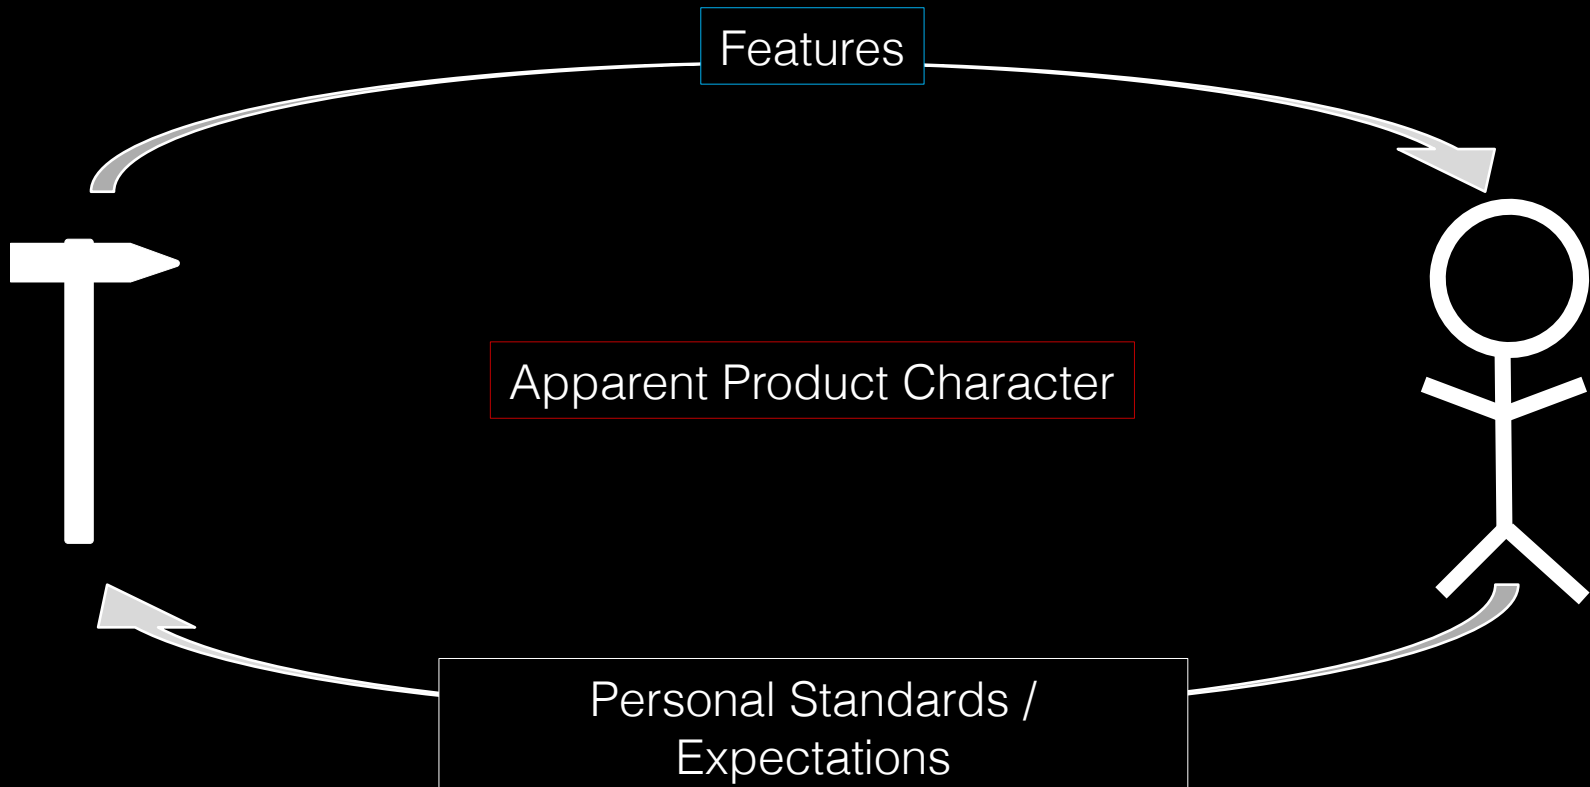 Features
Apparent Product Character
Personal Standards /
Expectations